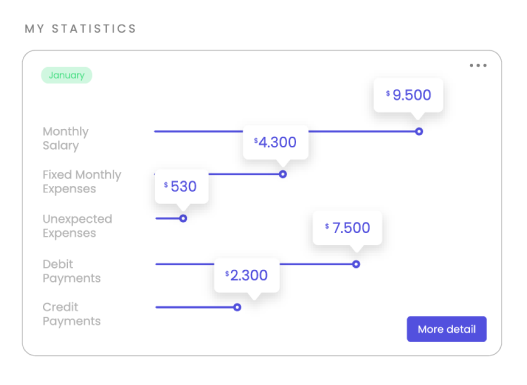 MY STATISTICS
January
$ 9.500
Monthly
Salary
$4.300
Fixed Monthly
Expenses
$ 530
Unexpected
Expenses
$ 7.500
Debit
Payments
$2.300
Credit
Payments
More detail